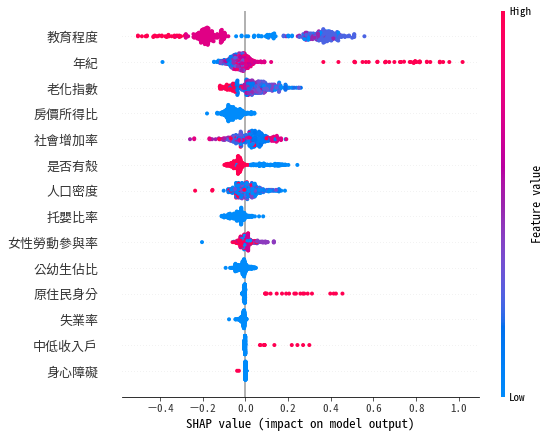 High
教育程度
年紀
老化指數
房價所得比
社會增加率
是否有殼
人口密度
托嬰比率
女性勞動參與率
公幼生佔比
原住民身分
失業率
中低收入戶
身心障礙
Feature value
Low
−0.4 −0.2 0.0 0.2 0.4 0.6 0.8 1.0
SHAP value (impact on model output)